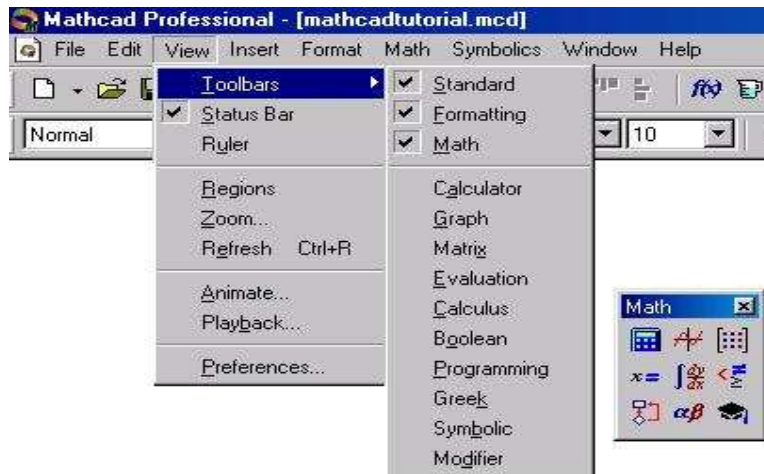 Mathcad Professional - [mathcadtutorial.mcd]
File Edit View Insert Format Math Symbolics Window Help
f(x)
Normal
10
Toolbars
Status Bar
Ruler
Regions
Zoom...
Refresh Ctrl+R
Animate...
Playback...
Preferences...
Standard
Formatting
Math
Calculator
Graph
Matrix
Evaluation
Calculus
Boolean
Programming
Greek
Symbolic
Modifier
Math
x= ∫ dy/dx < ≠ ≥
αβ